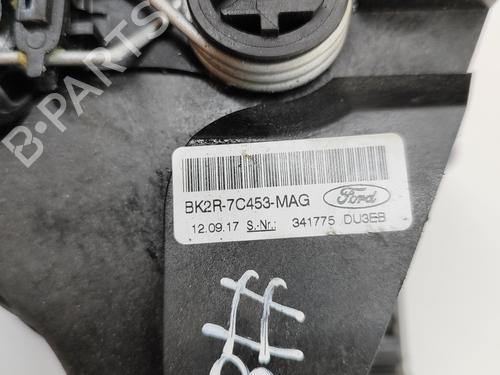 B-PARTS
BK2R-7C453-MAG
Ford
12.09.17 S.-Nr.: 341775 DU3EB
#